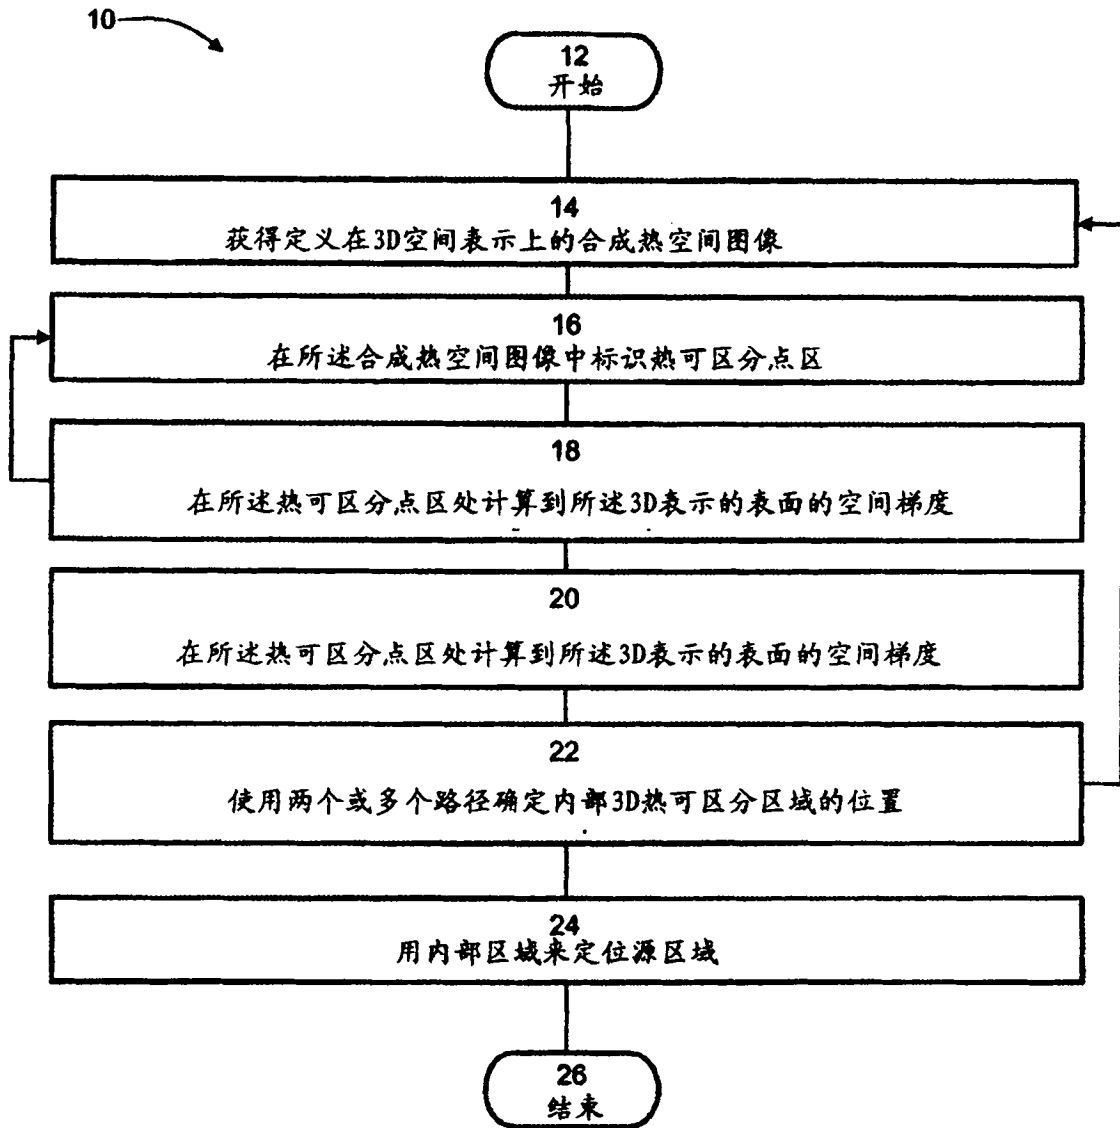 10
12
开始
14
获得定义在3D空间表示上的合成热空间图像
16
在所述合成热空间图像中标识热可区分点区
18
在所述热可区分点区处计算到所述3D表示的表面的空间梯度
20
在所述热可区分点区处计算到所述3D表示的表面的空间梯度
22
使用两个或多个路径确定内部3D热可区分区域的位置
24
用内部区域来定位源区域
26
结束